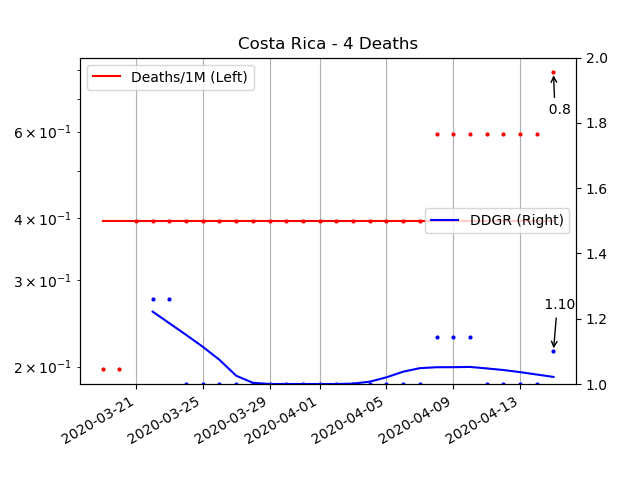 Costa Rica - 4 Deaths
Deaths/1M (Left)
DDGR (Right)
0.8
1.10
6 × 10⁻¹
4 × 10⁻¹
3 × 10⁻¹
2 × 10⁻¹
2.0
1.8
1.6
1.4
1.2
1.0
2020-03-21
2020-03-25
2020-03-29
2020-04-01
2020-04-05
2020-04-09
2020-04-13